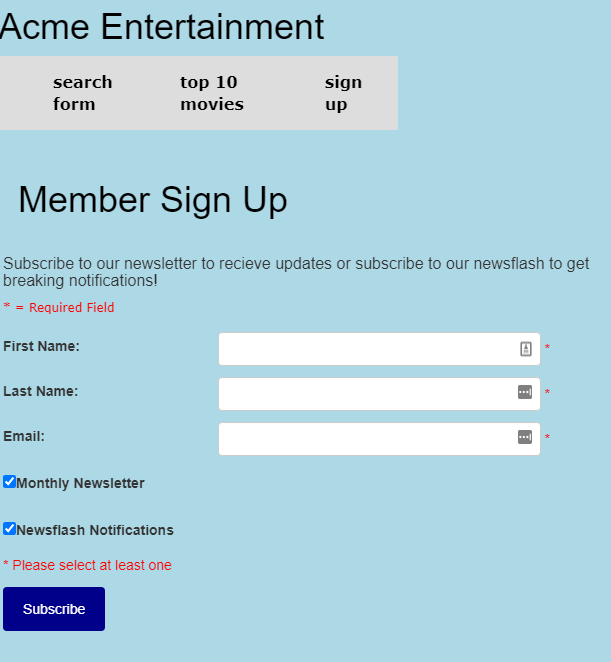 Acme Entertainment
search top 10 sign
form movies up
Member Sign Up
Subscribe to our newsletter to recieve updates or subscribe to our newsflash to get
breaking notifications!
* = Required Field
First Name: *
Last Name: *
Email: *
Monthly Newsletter
Newsflash Notifications
* Please select at least one
Subscribe